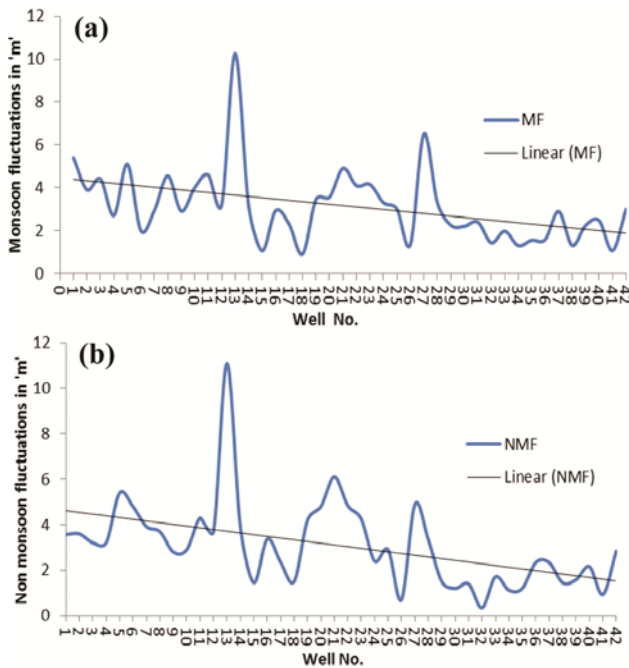 (a)
Monsoon fluctuations in 'm'
12
10
8
6
4
2
0
MF
Linear (MF)
1 2 3 4 5 6 7 8 9 10 11 12 13 14 15 16 17 18 19 20 21 22 23 24 25 26 27 28 29 30 31 32 33 34 35 36 37 38 39 40 41 42
Well No.
(b)
Non monsoon fluctuations in 'm'
12
10
8
6
4
2
0
NMF
Linear (NMF)
1 2 3 4 5 6 7 8 9 10 11 12 13 14 15 16 17 18 19 20 21 22 23 24 25 26 27 28 29 30 31 32 33 34 35 36 37 38 39 40 41 42
Well No.